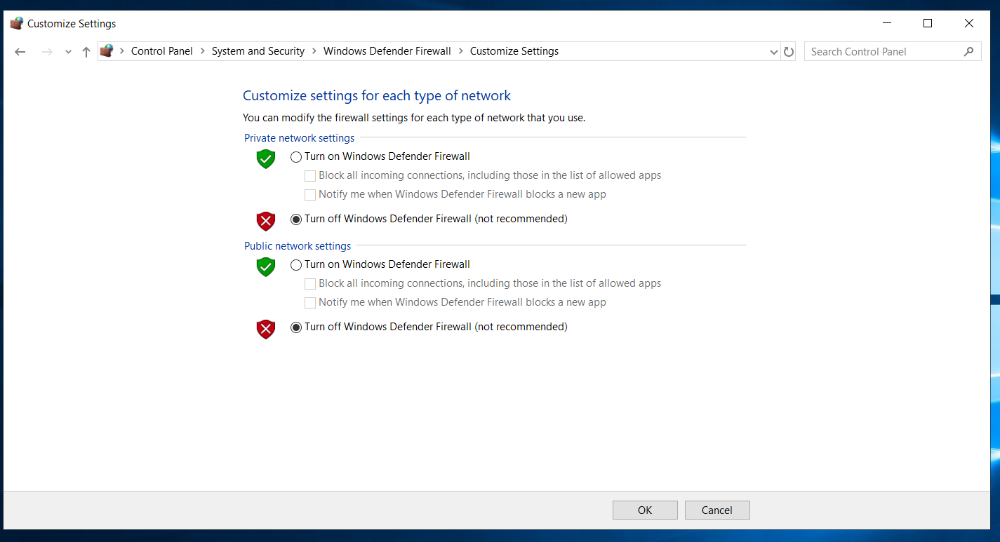 Customize Settings
Control Panel > System and Security > Windows Defender Firewall > Customize Settings
Search Control Panel
Customize settings for each type of network
You can modify the firewall settings for each type of network that you use.
Private network settings
Turn on Windows Defender Firewall
Block all incoming connections, including those in the list of allowed apps
Notify me when Windows Defender Firewall blocks a new app
Turn off Windows Defender Firewall (not recommended)
Public network settings
Turn on Windows Defender Firewall
Block all incoming connections, including those in the list of allowed apps
Notify me when Windows Defender Firewall blocks a new app
Turn off Windows Defender Firewall (not recommended)
OK
Cancel